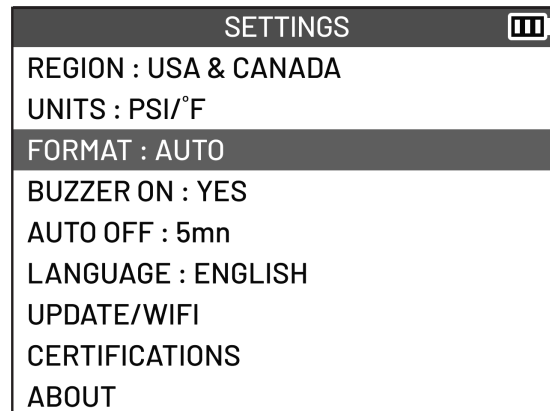 SETTINGS
REGION : USA & CANADA
UNITS : PSI/°F
FORMAT : AUTO
BUZZER ON : YES
AUTO OFF : 5mn
LANGUAGE : ENGLISH
UPDATE/WIFI
CERTIFICATIONS
ABOUT